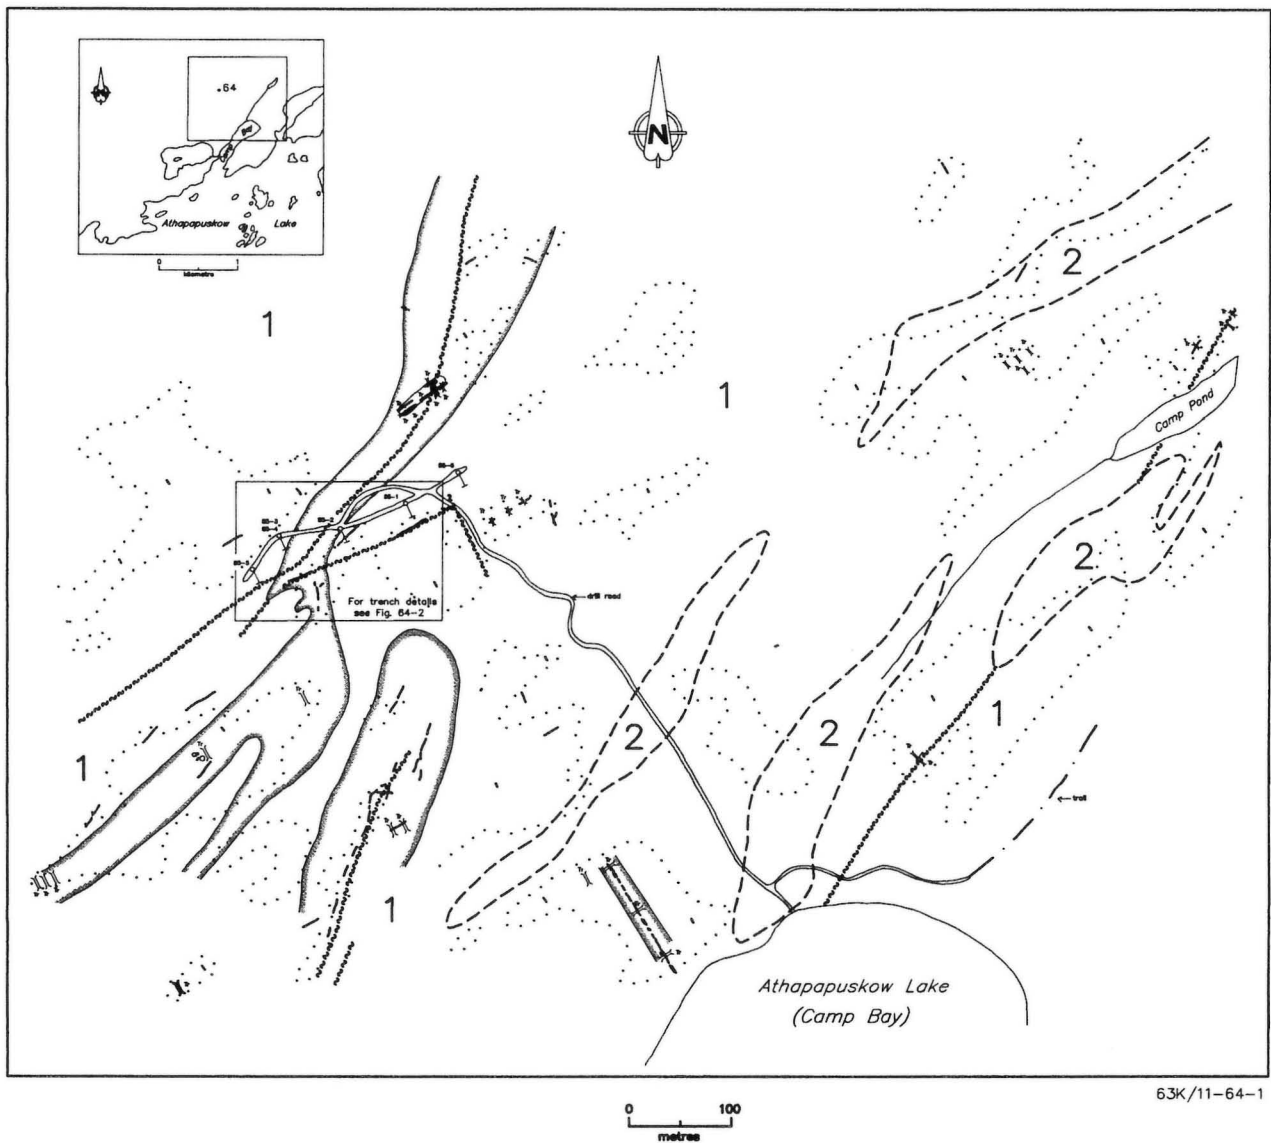 .64
Camp
Bay
Athapapuskow Lake
0 1
kilometre
N
1
2
1
Camp Pond
2
For trench details
see Fig. 64-2
drill road
2
2
1
trail
1
1
Athapapuskow Lake
(Camp Bay)
63K/11-64-1
0 100
metres